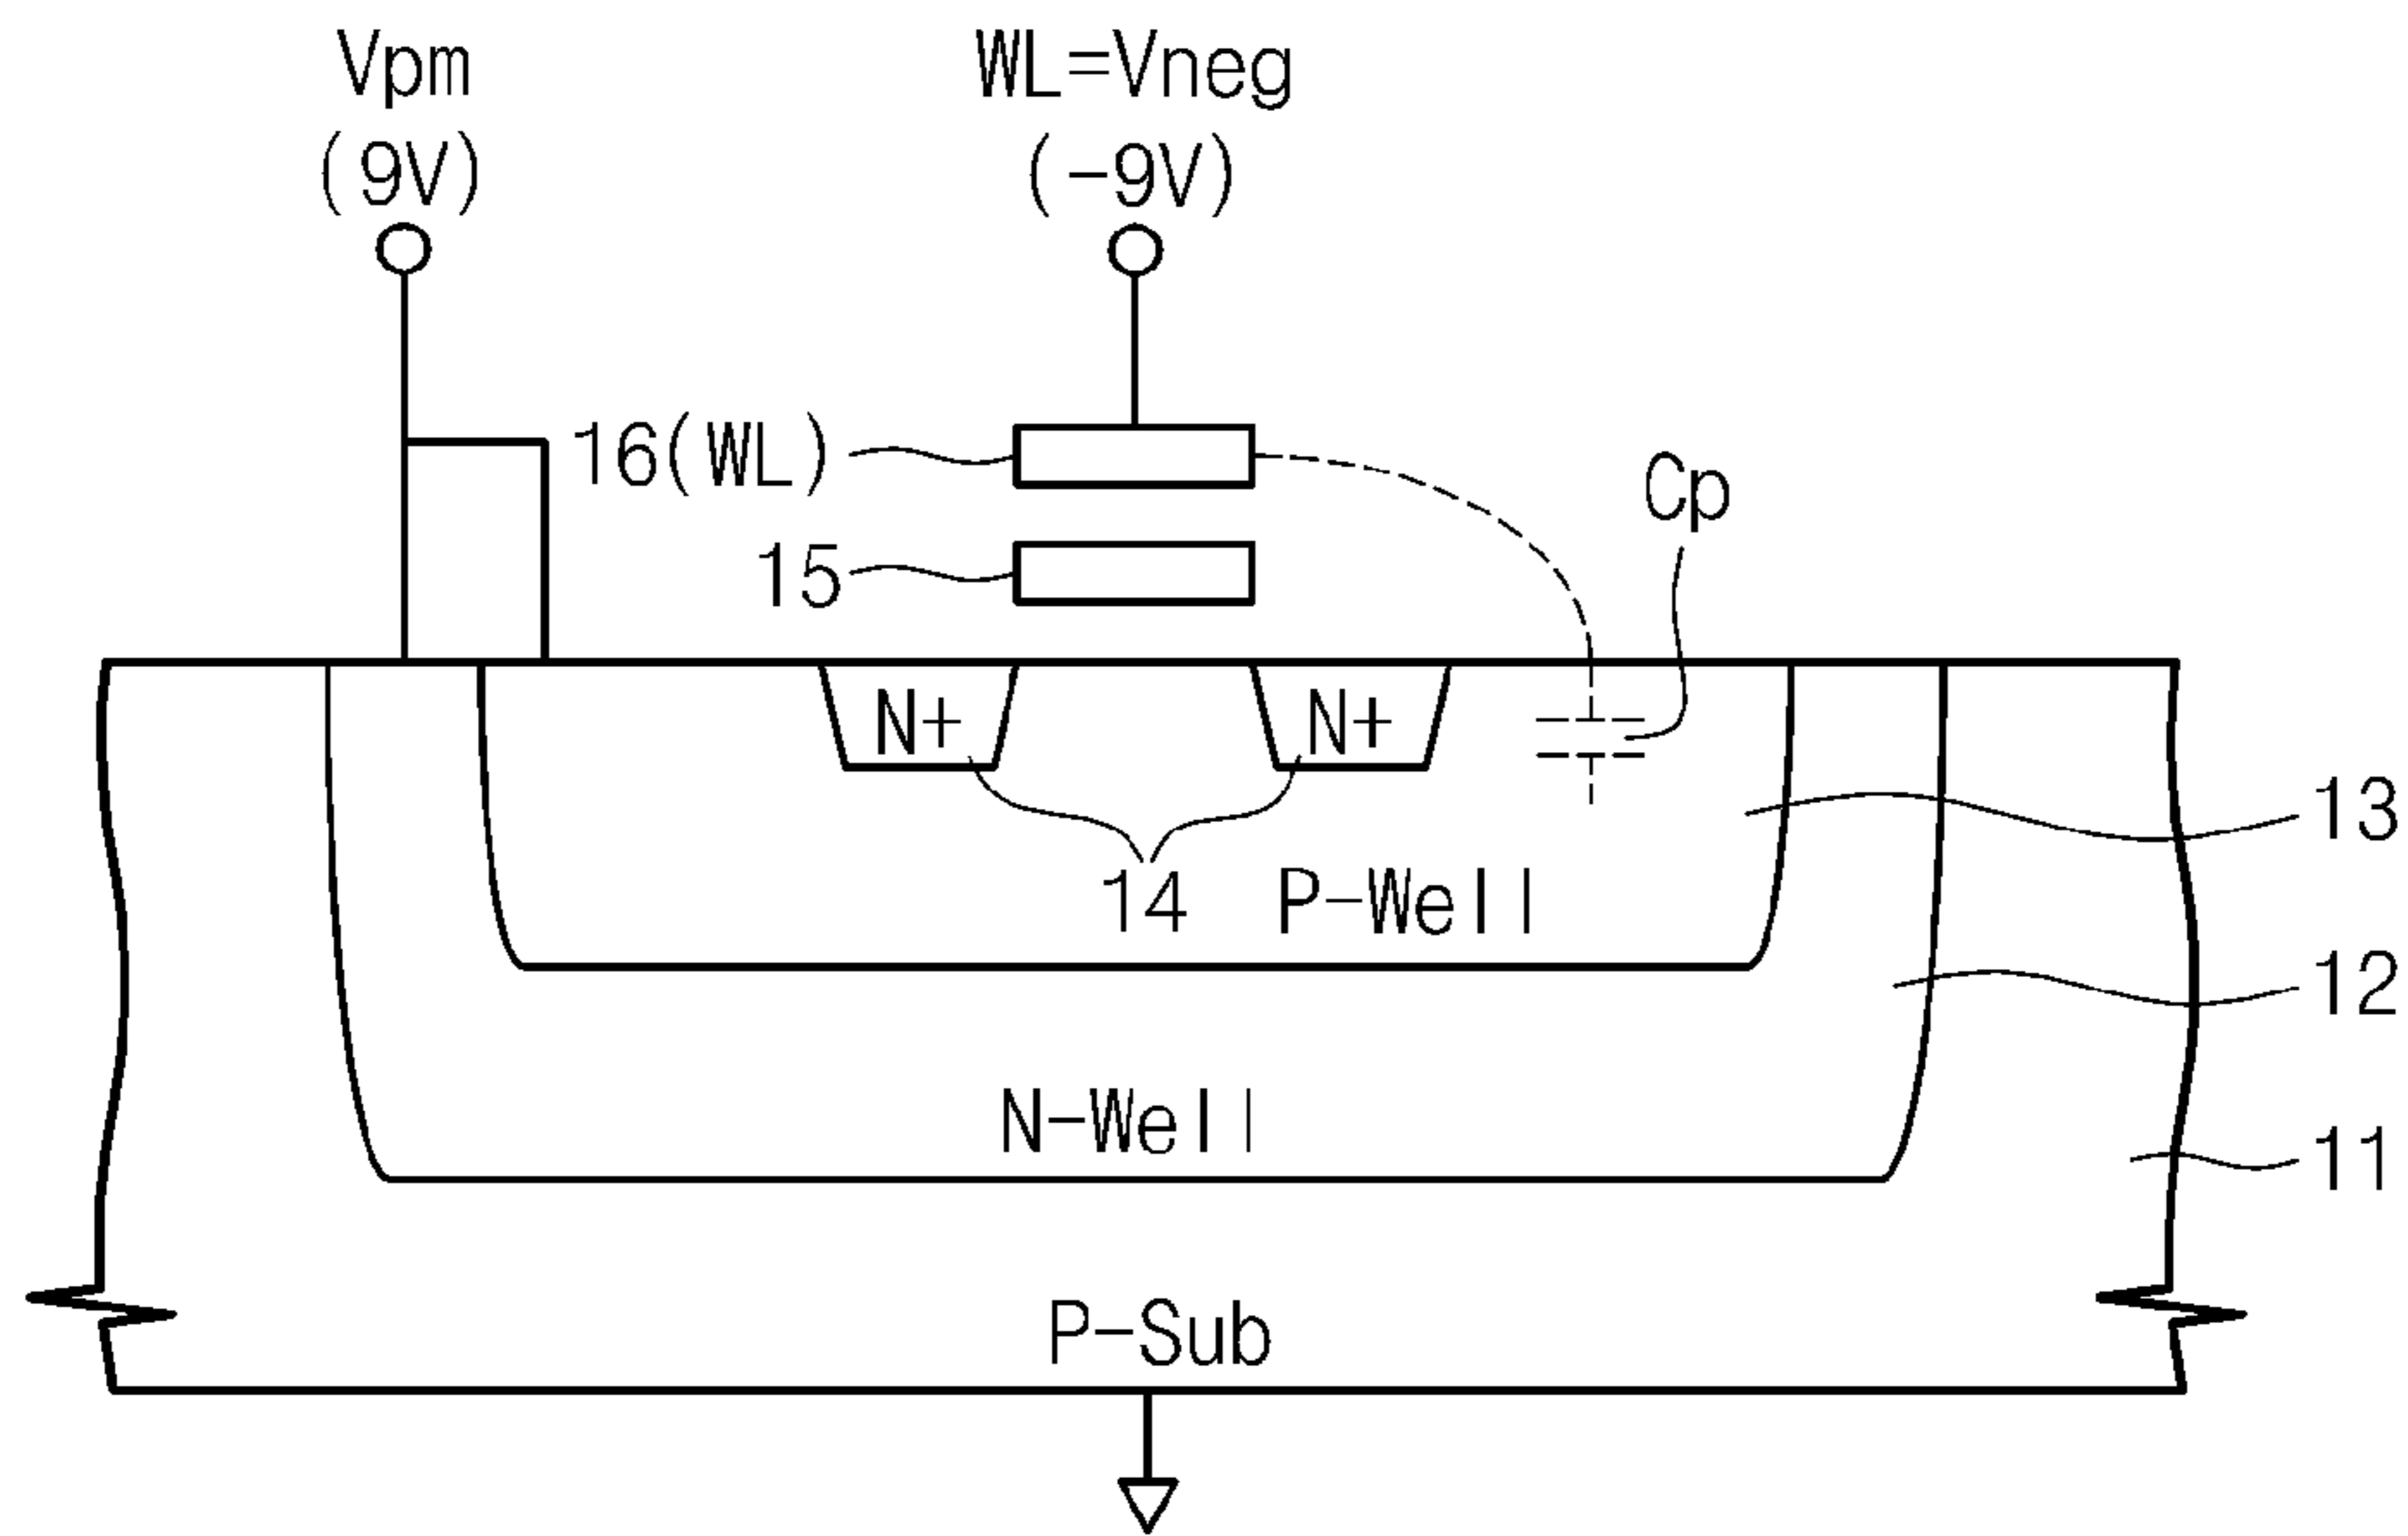 Vpm
(9V)
WL=Vneg
(-9V)
16(WL)
Cp
15
N+
N+
13
14
P-Well
12
N-Well
11
P-Sub